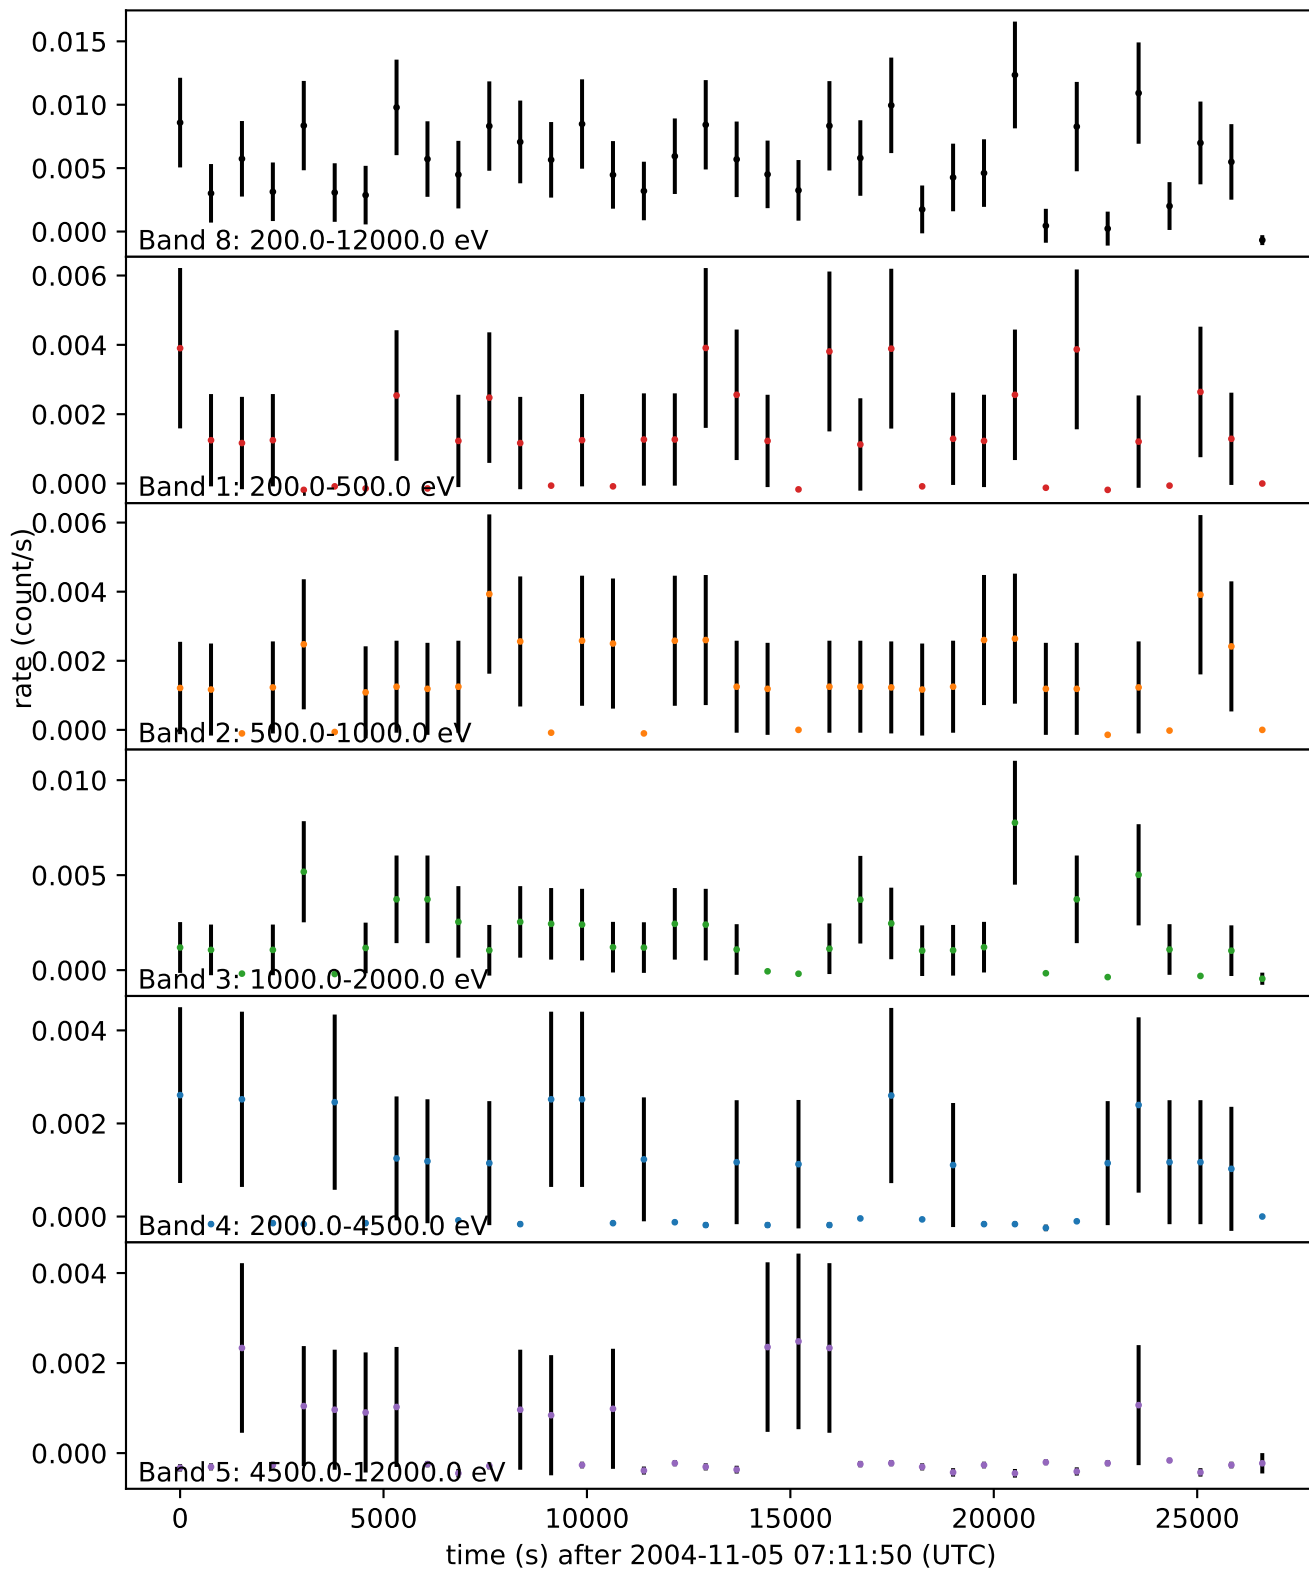 0.015
0.010
0.005
0.000
Band 8: 200.0-12000.0 eV
0.006
0.004
0.002
0.000
Band 1: 200.0-500.0 eV
rate (count/s)
0.006
0.004
0.002
0.000
Band 2: 500.0-1000.0 eV
0.010
0.005
0.000
Band 3: 1000.0-2000.0 eV
0.004
0.002
0.000
Band 4: 2000.0-4500.0 eV
0.004
0.002
0.000
Band 5: 4500.0-12000.0 eV
0 5000 10000 15000 20000 25000
time (s) after 2004-11-05 07:11:50 (UTC)